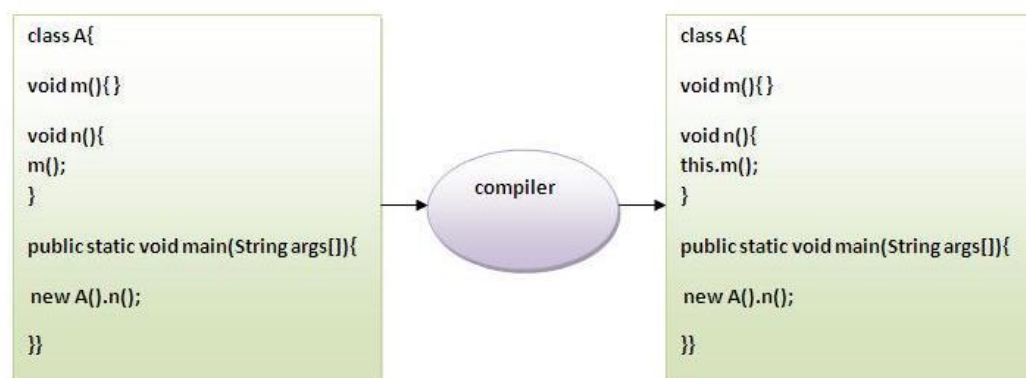 class A{
void m(){}
void n(){
m();
}
public static void main(String args[]){
new A().n();
}}
compiler
class A{
void m(){}
void n(){
this.m();
}
public static void main(String args[]){
new A().n();
}}